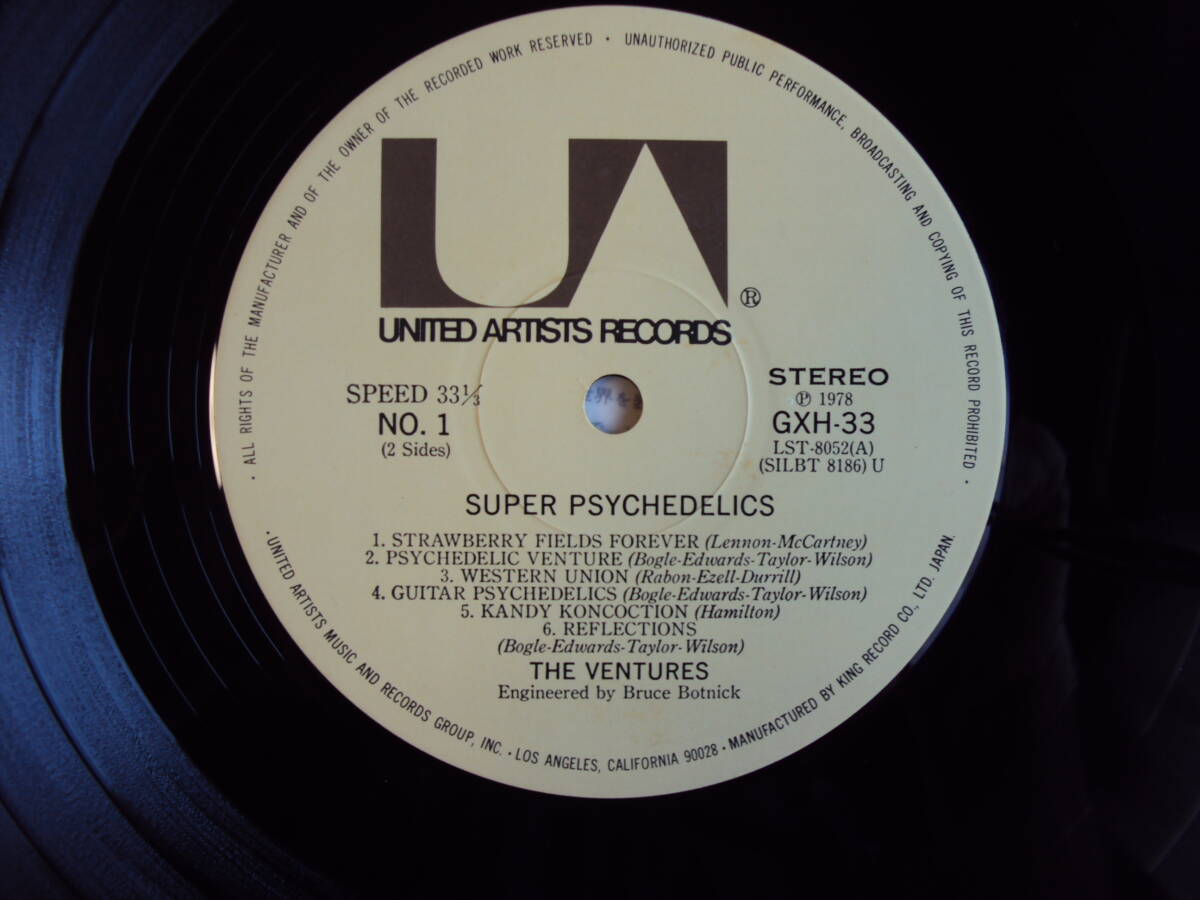 · ALL RIGHTS OF THE MANUFACTURER AND OF THE OWNER OF THE RECORDED WORK RESERVED · UNAUTHORIZED PUBLIC PERFORMANCE, BROADCASTING AND COPYING OF THIS RECORD PROHIBITED ·
UA
®
UNITED ARTISTS RECORDS
SPEED 33⅓
NO. 1
(2 Sides)
STEREO
Ⓟ 1978
GXH-33
LST-8052(A)
(SILBT 8186) U
SUPER PSYCHEDELICS
1. STRAWBERRY FIELDS FOREVER (Lennon-McCartney)
2. PSYCHEDELIC VENTURE (Bogle-Edwards-Taylor-Wilson)
3. WESTERN UNION (Rabon-Ezell-Durrill)
4. GUITAR PSYCHEDELICS (Bogle-Edwards-Taylor-Wilson)
5. KANDY KONCOCTION (Hamilton)
6. REFLECTIONS
(Bogle-Edwards-Taylor-Wilson)
THE VENTURES
Engineered by Bruce Botnick
·UNITED ARTISTS MUSIC AND RECORDS GROUP, INC. · LOS ANGELES, CALIFORNIA 90028 · MANUFACTURED BY KING RECORD CO., LTD. JAPAN.